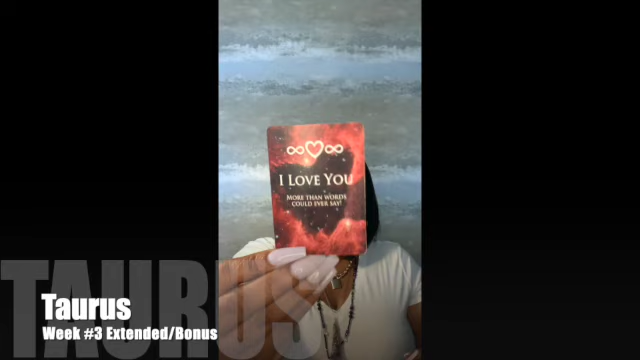 I LOVE YOU
MORE THAN WORDS
COULD EVER SAY!
TAURUS
Taurus
Week #3 Extended/Bonus